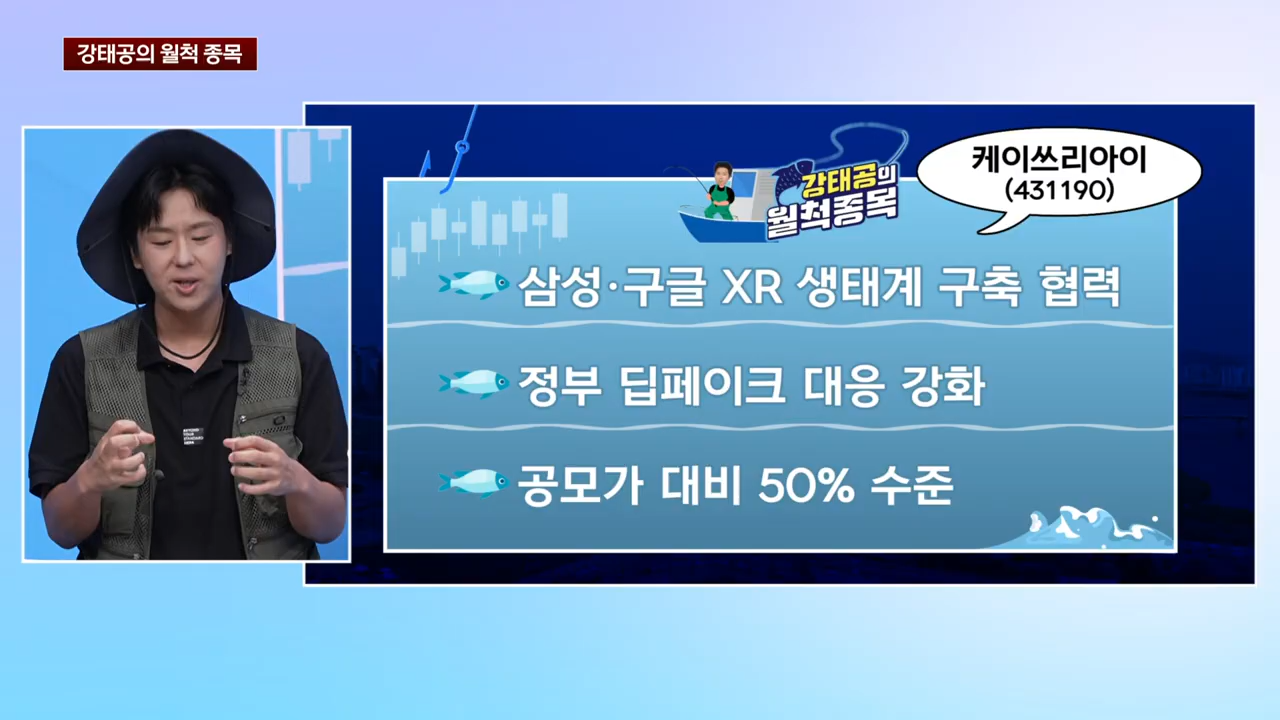 강태공의 월척 종목
강태공의
월척종목
케이쓰리아이
(431190)
삼성·구글 XR 생태계 구축 협력
정부 딥페이크 대응 강화
공모가 대비 50% 수준